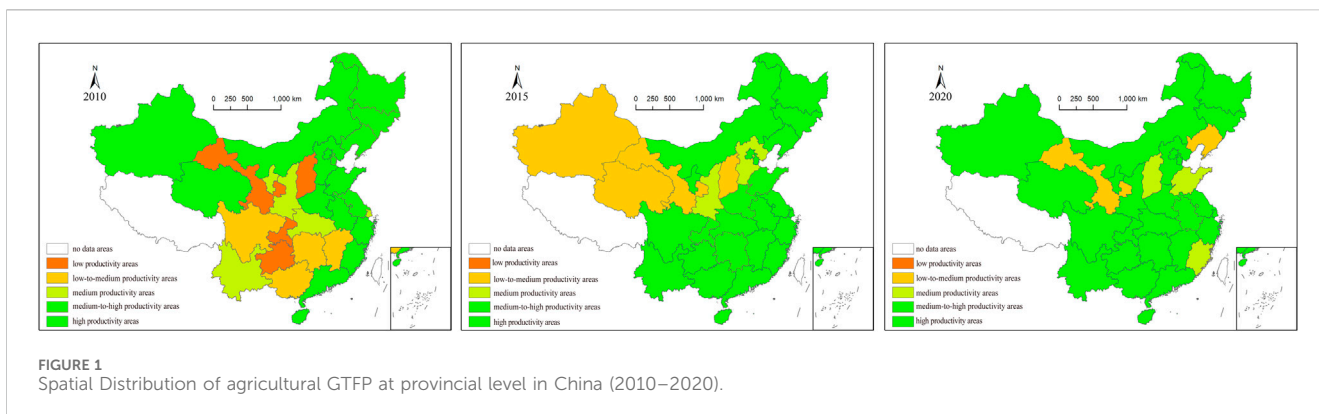 N
2010
0 250 500 1,000 km
no data areas
low productivity areas
low-to-medium productivity areas
medium productivity areas
medium-to-high productivity areas
high productivity areas
N
2015
0 250 500 1,000 km
no data areas
low productivity areas
low-to-medium productivity areas
medium productivity areas
medium-to-high productivity areas
high productivity areas
N
2020
0 250 500 1,000 km
no data areas
low productivity areas
low-to-medium productivity areas
medium productivity areas
medium-to-high productivity areas
high productivity areas
FIGURE 1
Spatial Distribution of agricultural GTFP at provincial level in China (2010–2020).